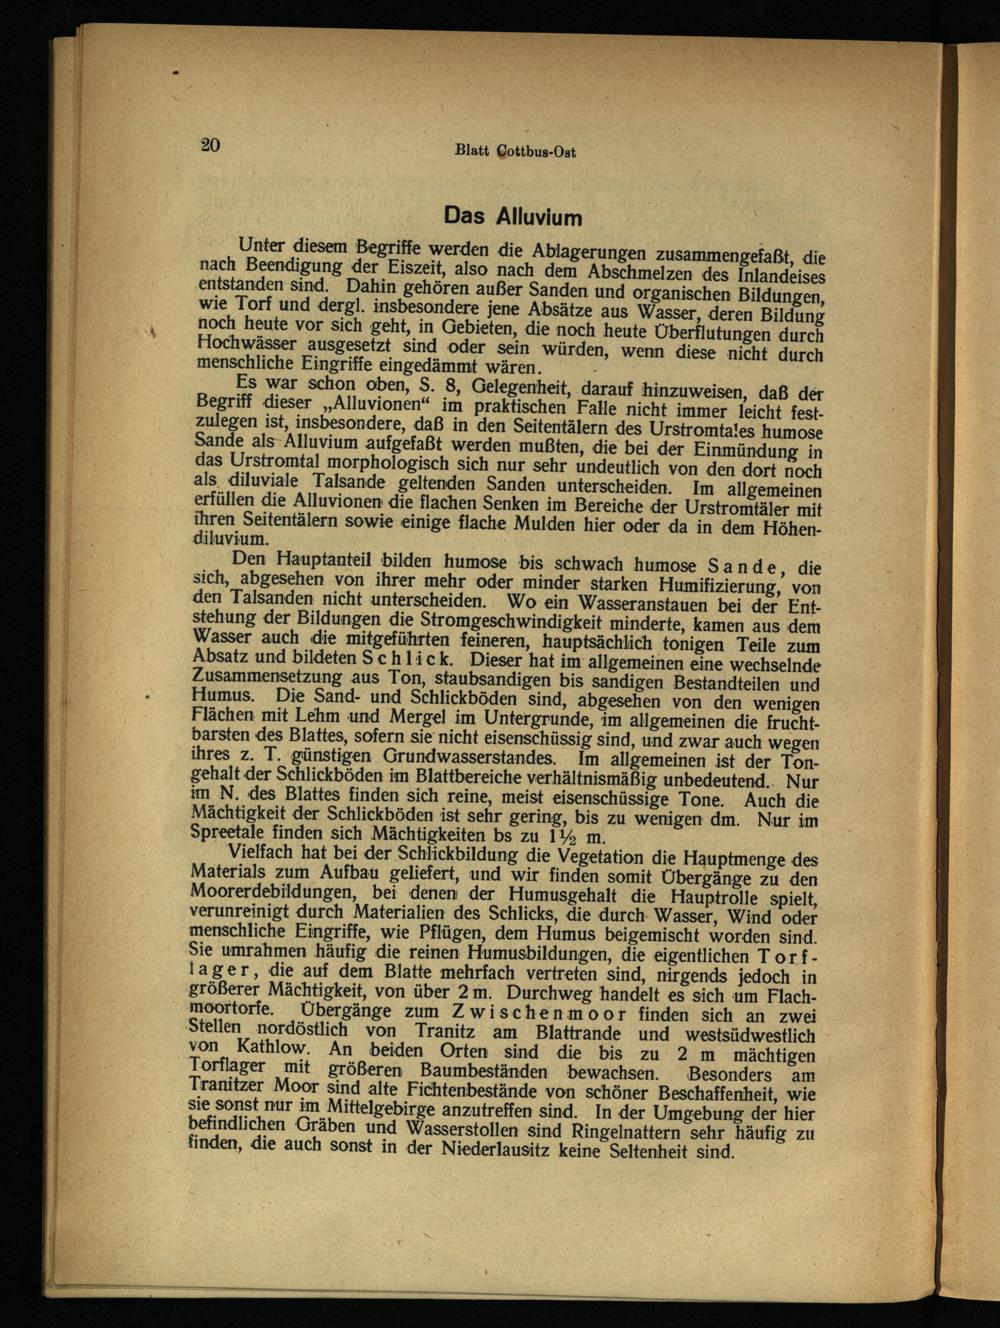 20
Blatt Cottbus-Ost
Das Alluvium
Unter diesem Begriffe werden die Ablagerungen zusammengefaßt, die
nach Beendigung der Eiszeit, also nach dem Abschmelzen des Inlandeises
entstanden sind. Dahin gehören außer Sanden und organischen Bildungen,
wie Torf und dergl. insbesondere jene Absätze aus Wasser, deren Bildung
noch heute vor sich geht, in Gebieten, die noch heute Überflutungen durch
Hochwässer ausgesetzt sind oder sein würden, wenn diese nicht durch
menschliche Eingriffe eingedämmt wären.
Es war schon oben, S. 8, Gelegenheit, darauf hinzuweisen, daß der
Begriff dieser „Alluvionen“ im praktischen Falle nicht immer leicht fest-
zulegen ist, insbesondere, daß in den Seitentälern des Urstromtales humose
Sande als Alluvium aufgefaßt werden mußten, die bei der Einmündung in
das Urstromtal morphologisch sich nur sehr undeutlich von den dort noch
als diluviale Talsande geltenden Sanden unterscheiden. Im allgemeinen
erfüllen die Alluvionen die flachen Senken im Bereiche der Urstromtäler mit
ihren Seitentälern sowie einige flache Mulden hier oder da in dem Höhen-
diluvium.
Den Hauptanteil bilden humose bis schwach humose Sande, die
sich, abgesehen von ihrer mehr oder minder starken Humifizierung, von
den Talsanden nicht unterscheiden. Wo ein Wasseranstauen bei der Ent-
stehung der Bildungen die Stromgeschwindigkeit minderte, kamen aus dem
Wasser auch die mitgeführten feineren, hauptsächlich tonigen Teile zum
Absatz und bildeten Schlick. Dieser hat im allgemeinen eine wechselnde
Zusammensetzung aus Ton, staubsandigen bis sandigen Bestandteilen und
Humus. Die Sand- und Schlickböden sind, abgesehen von den wenigen
Flächen mit Lehm und Mergel im Untergrunde, im allgemeinen die frucht-
barsten des Blattes, sofern sie nicht eisenschüssig sind, und zwar auch wegen
ihres z. T. günstigen Grundwasserstandes. Im allgemeinen ist der Ton-
gehalt der Schlickböden im Blattbereiche verhältnismäßig unbedeutend. Nur
im N. des Blattes finden sich reine, meist eisenschüssige Tone. Auch die
Mächtigkeit der Schlickböden ist sehr gering, bis zu wenigen dm. Nur im
Spreetale finden sich Mächtigkeiten bs zu 1½ m.
Vielfach hat bei der Schlickbildung die Vegetation die Hauptmenge des
Materials zum Aufbau geliefert, und wir finden somit Übergänge zu den
Moorerdebildungen, bei denen der Humusgehalt die Hauptrolle spielt,
verunreinigt durch Materialien des Schlicks, die durch Wasser, Wind oder
menschliche Eingriffe, wie Pflügen, dem Humus beigemischt worden sind.
Sie umrahmen häufig die reinen Humusbildungen, die eigentlichen Torf-
lager, die auf dem Blatte mehrfach vertreten sind, nirgends jedoch in
größerer Mächtigkeit, von über 2 m. Durchweg handelt es sich um Flach-
moortorfe. Übergänge zum Zwischenmoor finden sich an zwei
Stellen nordöstlich von Tranitz am Blattrande und westsüdwestlich
von Kathlow. An beiden Orten sind die bis zu 2 m mächtigen
Torflager mit größeren Baumbeständen bewachsen. Besonders am
Tranitzer Moor sind alte Fichtenbestände von schöner Beschaffenheit, wie
sie sonst nur im Mittelgebirge anzutreffen sind. In der Umgebung der hier
befindlichen Gräben und Wasserstollen sind Ringelnattern sehr häufig zu
finden, die auch sonst in der Niederlausitz keine Seltenheit sind.